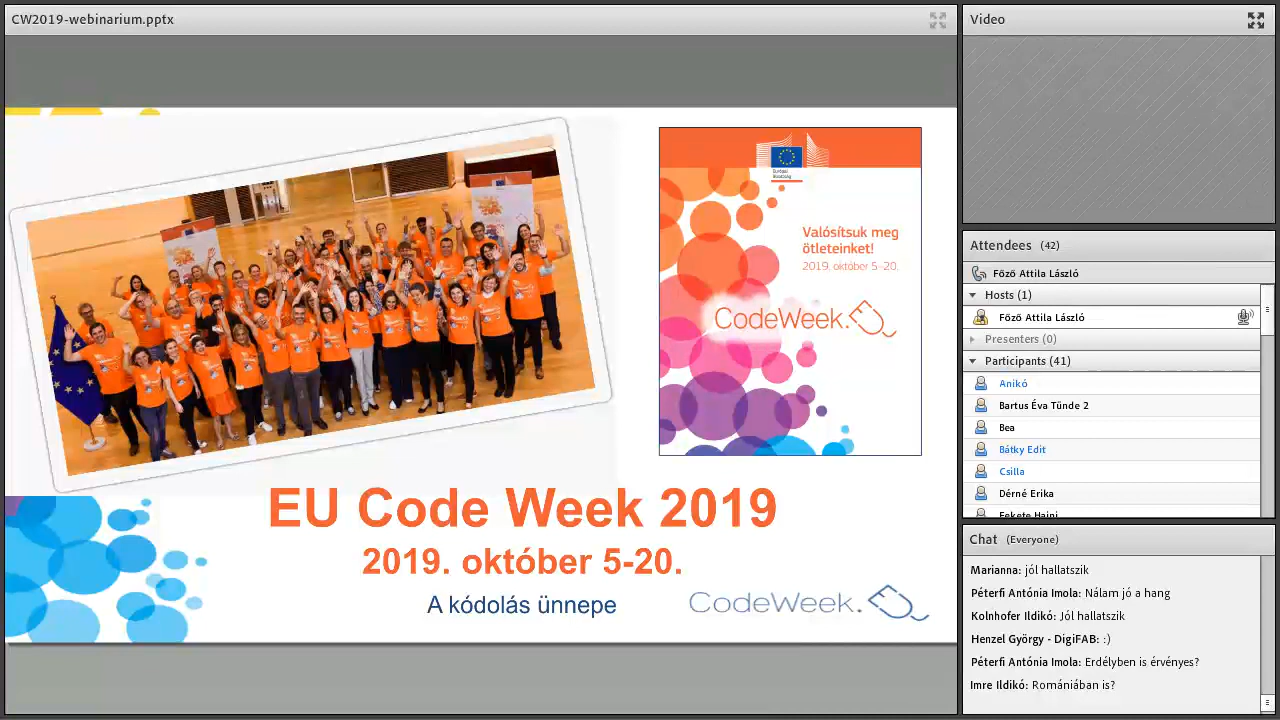 CW2019-webinarium.pptx
Európai
Bizottság
Valósítsuk meg
ötleteinket!
2019. október 5-20.
CodeWeek.
EU Code Week 2019
2019. október 5-20.
A kódolás ünnepe
CodeWeek.
Video
Attendees (42)
Főző Attila László
Hosts (1)
Főző Attila László
Presenters (0)
Participants (41)
Anikó
Bartus Éva Tünde 2
Bea
Bátky Edit
Csilla
Dérné Erika
Fekete Hajni
Chat (Everyone)
Marianna: jól hallatszik
Péterfi Antónia Imola: Nálam jó a hang
Kolnhofer Ildikó: Jól hallatszik
Henzel György - DigiFAB: :)
Péterfi Antónia Imola: Erdélyben is érvényes?
Imre Ildikó: Romániában is?